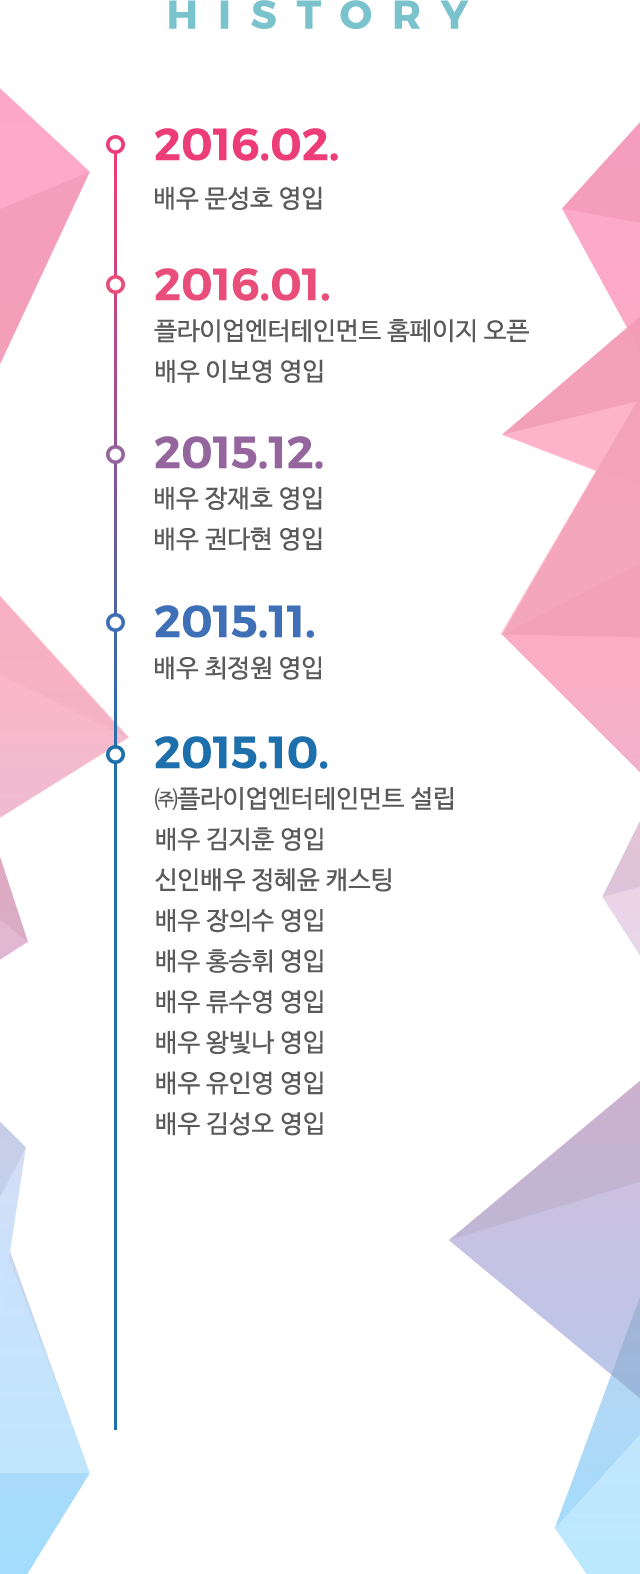 HISTORY
2016.02.
배우 문성호 영입
2016.01.
플라이업엔터테인먼트 홈페이지 오픈
배우 이보영 영입
2015.12.
배우 장재호 영입
배우 권다현 영입
2015.11.
배우 최정원 영입
2015.10.
㈜플라이업엔터테인먼트 설립
배우 김지훈 영입
신인배우 정혜윤 캐스팅
배우 장의수 영입
배우 홍승휘 영입
배우 류수영 영입
배우 왕빛나 영입
배우 유인영 영입
배우 김성오 영입